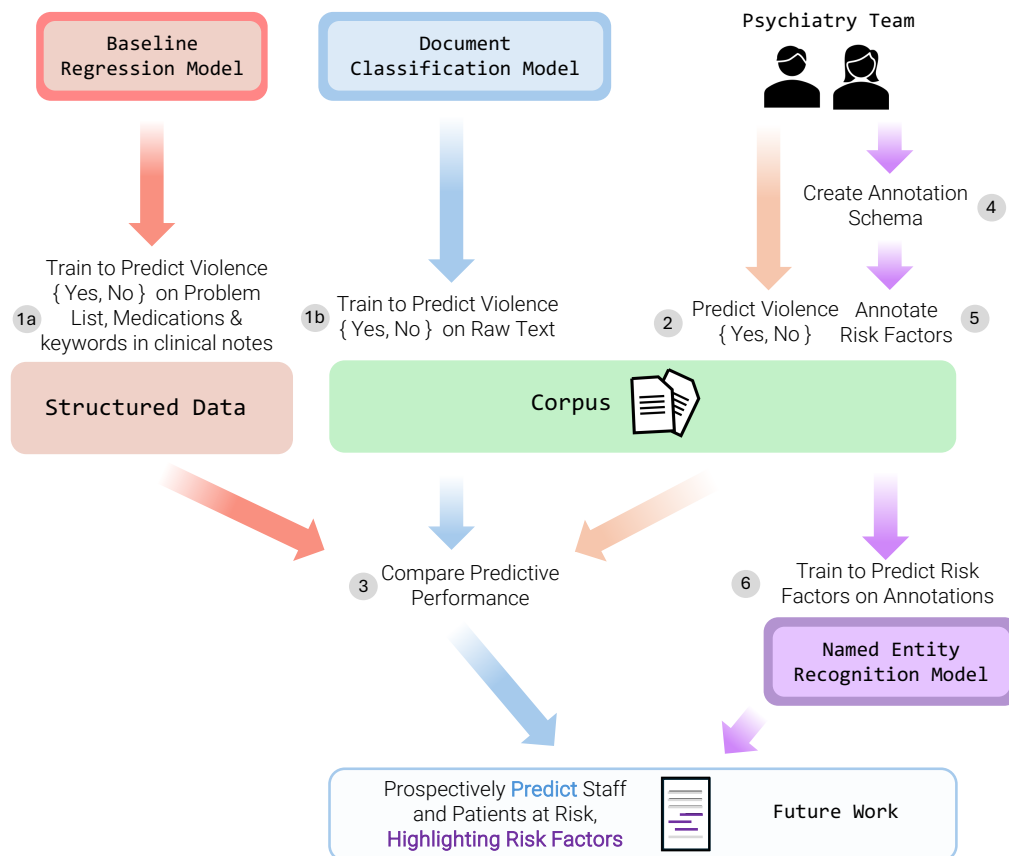 Baseline
Regression Model
Document
Classification Model
Psychiatry Team
Create Annotation
Schema
4
1a
Train to Predict Violence
{ Yes, No } on Problem
List, Medications &
keywords in clinical notes
1b
Train to Predict Violence
{ Yes, No } on Raw Text
2
Predict Violence
{ Yes, No }
Annotate
Risk Factors
5
Structured Data
Corpus
3
Compare Predictive
Performance
6
Train to Predict Risk
Factors on Annotations
Named Entity
Recognition Model
Prospectively Predict Staff
and Patients at Risk,
Highlighting Risk Factors
Future Work